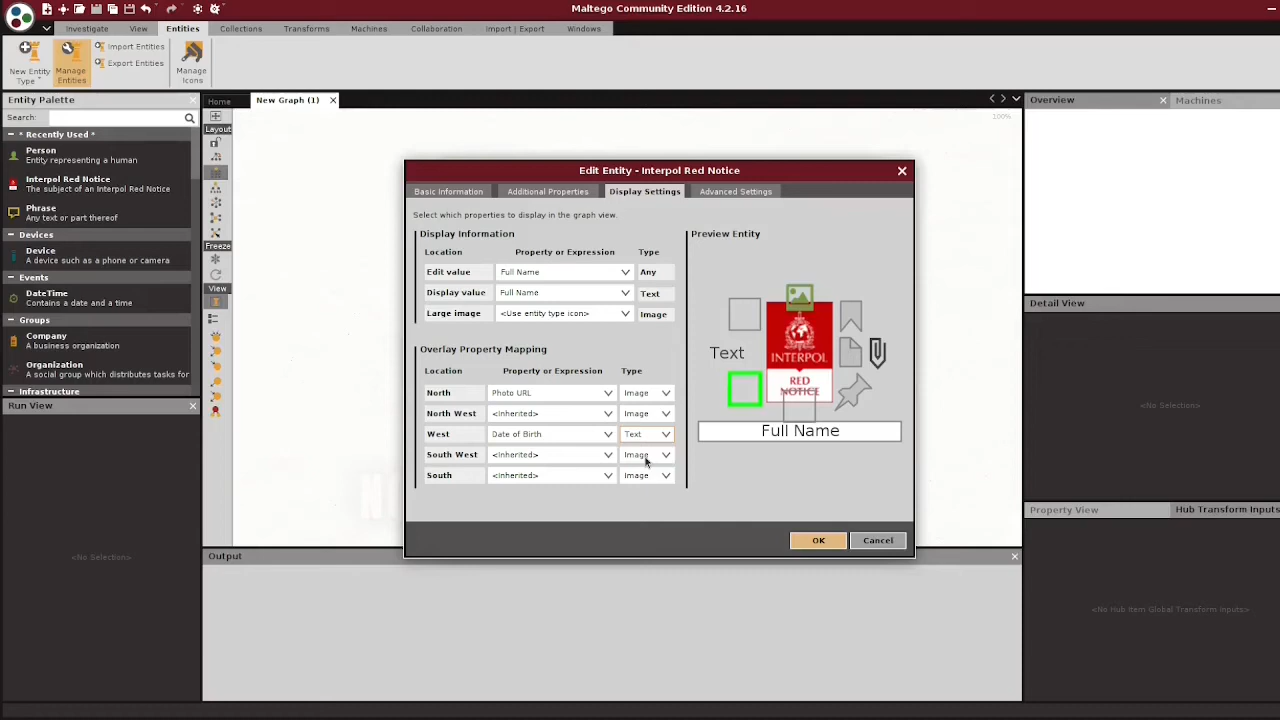 Maltego Community Edition 4.2.16
Investigate View Entities Collections Transforms Machines Collaboration Import | Export Windows
New Entity Type
Manage Entities
Import Entities
Export Entities
Manage Icons
Entity Palette
Home New Graph (1)
Overview Machines
Search:
* Recently Used *
Person
Entity representing a human
Interpol Red Notice
The subject of an Interpol Red Notice
Phrase
Any text or part thereof
Devices
Device
A device such as a phone or camera
Events
DateTime
Contains a date and a time
Groups
Company
A business organization
Organization
A social group which distributes tasks for
Infrastructure
Run View
<No Selection>
Layout
Freeze
View
100%
Edit Entity - Interpol Red Notice
Basic Information Additional Properties Display Settings Advanced Settings
Select which properties to display in the graph view.
Display Information
Location Property or Expression Type
Edit value Full Name Any
Display value Full Name Text
Large image <Use entity type icon> Image
Overlay Property Mapping
Location Property or Expression Type
North Photo URL Image
North West <Inherited> Image
West Date of Birth Text
South West <Inherited> Image
South <Inherited> Image
Preview Entity
Text
INTERPOL
RED
NOTICE
Full Name
OK Cancel
Output
Detail View
<No Selection>
Property View Hub Transform Inputs
<No Hub Item Global Transform Inputs>